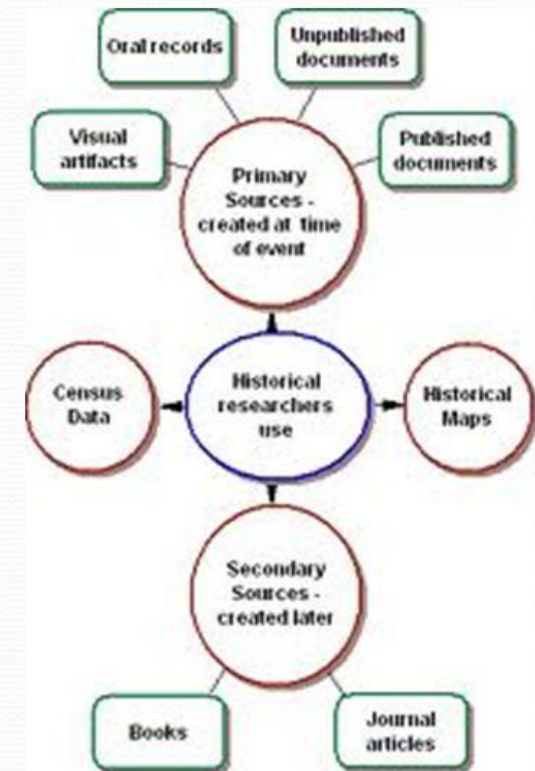 Oral records
Unpublished
documents
Visual
artifacts
Published
documents
Primary
Sources -
created at time
of event
Census
Data
Historical
researchers
use
Historical
Maps
Secondary
Sources -
created later
Books
Journal
articles